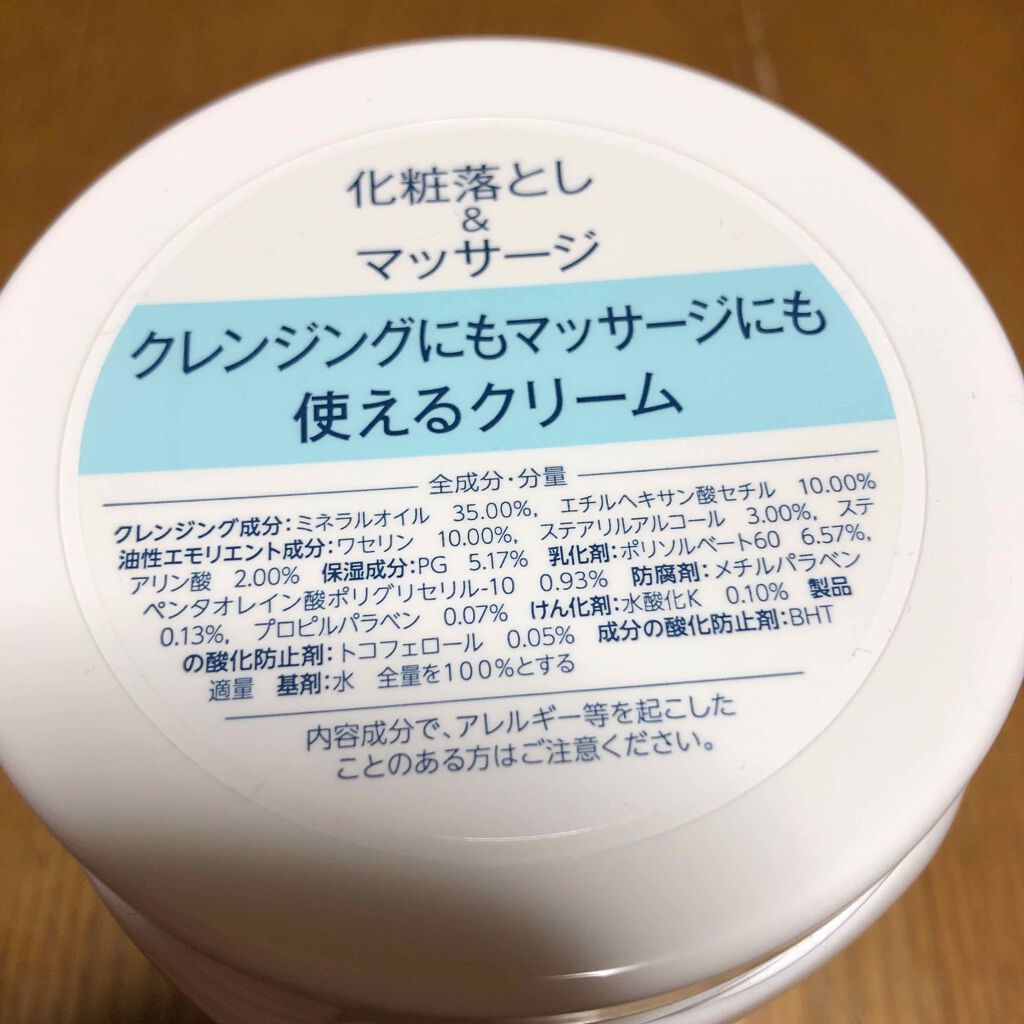 化粧落とし
&
マッサージ
クレンジングにもマッサージにも
使えるクリーム
全成分・分量
クレンジング成分：ミネラルオイル　35.00%，　エチルヘキサン酸セチル　10.00%
油性エモリエント成分：ワセリン　10.00%，　ステアリルアルコール　3.00%，ステ
アリン酸　2.00%　保湿成分：PG　5.17%　乳化剤：ポリソルベート60　6.57%，
ペンタオレイン酸ポリグリセリル-10　0.93%　防腐剤：メチルパラベン
0.13%，　プロピルパラベン　0.07%　けん化剤：水酸化K　0.10%　製品
の酸化防止剤：トコフェロール　0.05%　成分の酸化防止剤：BHT
適量　基剤：水　全量を100%とする
内容成分で、アレルギー等を起こした
ことのある方はご注意ください。